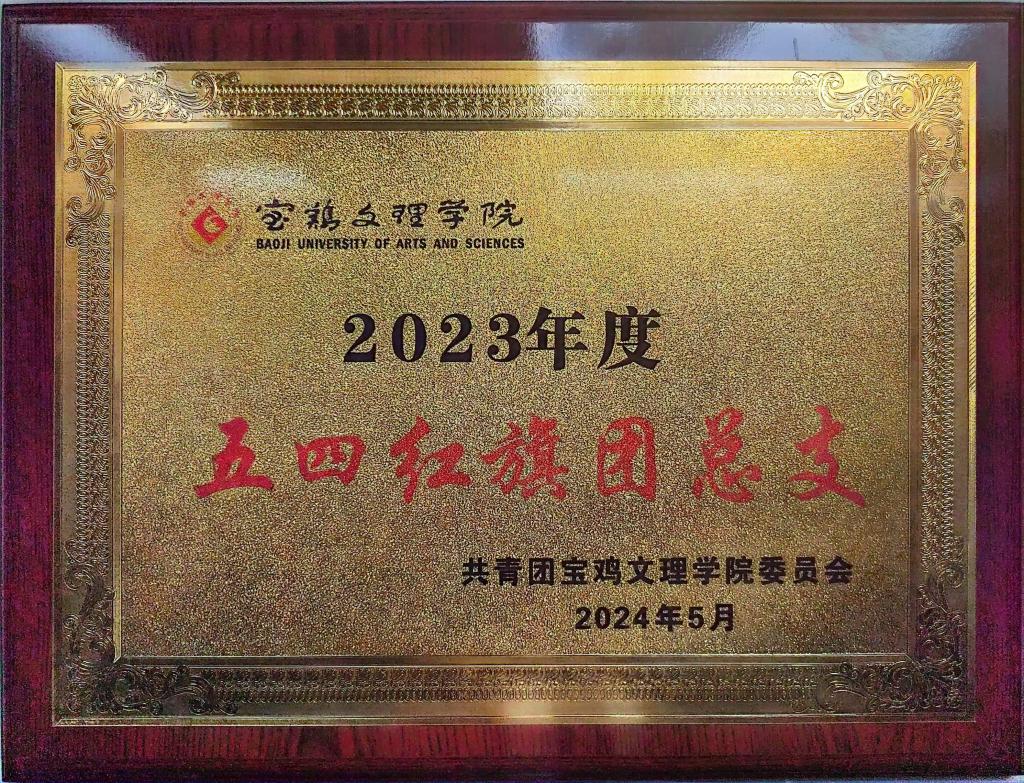 宝鸡文理学院
BAOJI UNIVERSITY OF ARTS AND SCIENCES
2023年度
五四红旗团总支
共青团宝鸡文理学院委员会
2024年5月